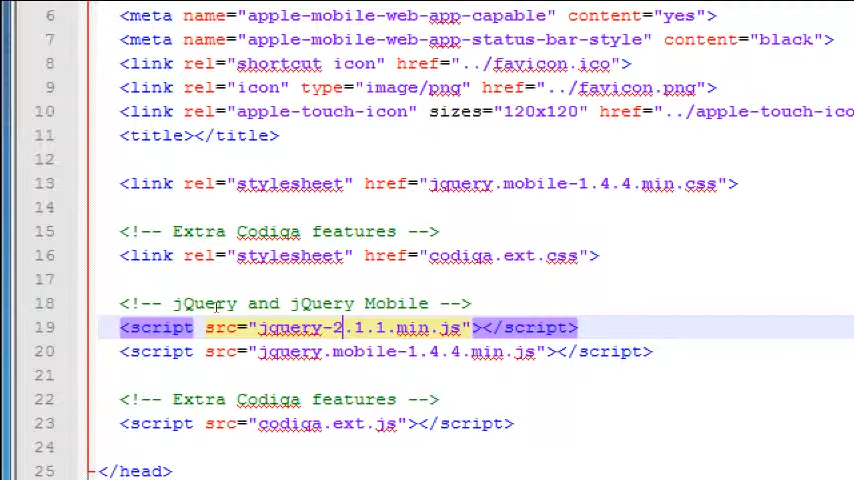 6 <meta name="apple-mobile-web-app-capable" content="yes">
7 <meta name="apple-mobile-web-app-status-bar-style" content="black">
8 <link rel="shortcut icon" href="../favicon.ico">
9 <link rel="icon" type="image/png" href="../favicon.png">
10 <link rel="apple-touch-icon" sizes="120x120" href="../apple-touch-ico
11 <title></title>
12
13 <link rel="stylesheet" href="jquery.mobile-1.4.4.min.css">
14
15 <!-- Extra Codiqa features -->
16 <link rel="stylesheet" href="codiqa.ext.css">
17
18 <!-- jQuery and jQuery Mobile -->
19 <script src="jquery-2.1.1.min.js"></script>
20 <script src="jquery.mobile-1.4.4.min.js"></script>
21
22 <!-- Extra Codiqa features -->
23 <script src="codiqa.ext.js"></script>
24
25 </head>